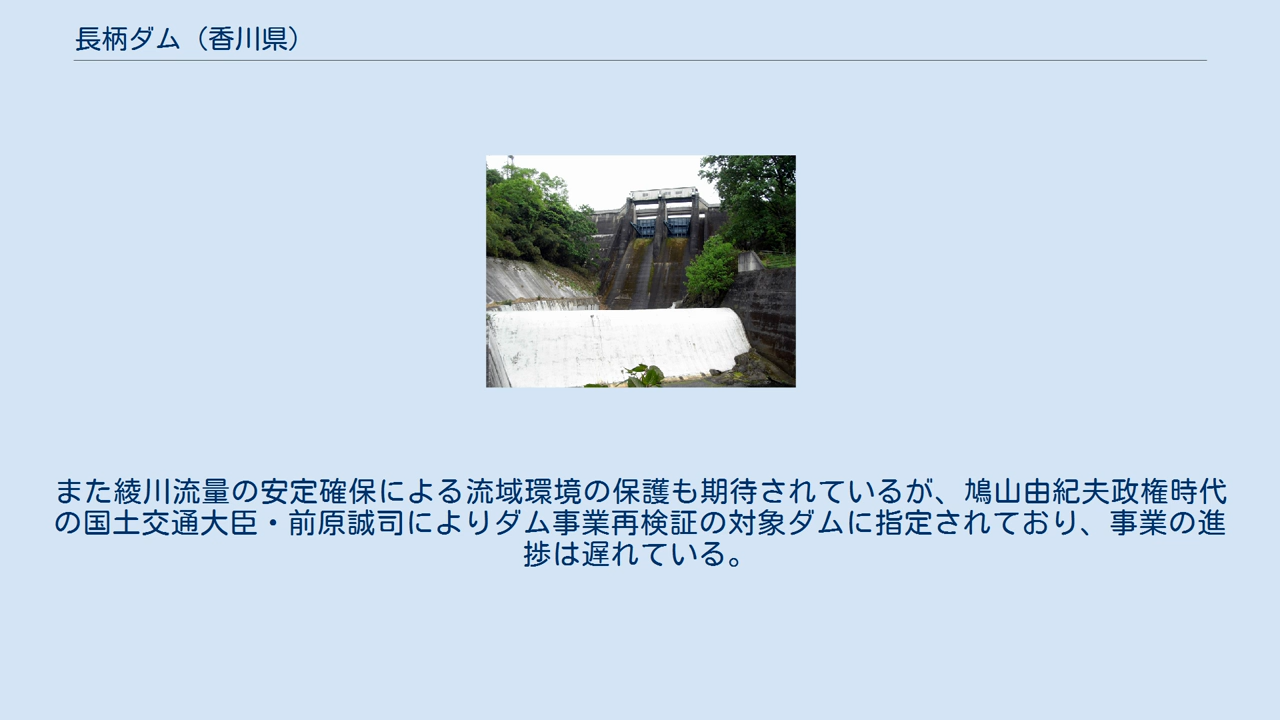 長柄ダム（香川県）
また綾川流量の安定確保による流域環境の保護も期待されているが、鳩山由紀夫政権時代
の国土交通大臣・前原誠司によりダム事業再検証の対象ダムに指定されており、事業の進
捗は遅れている。